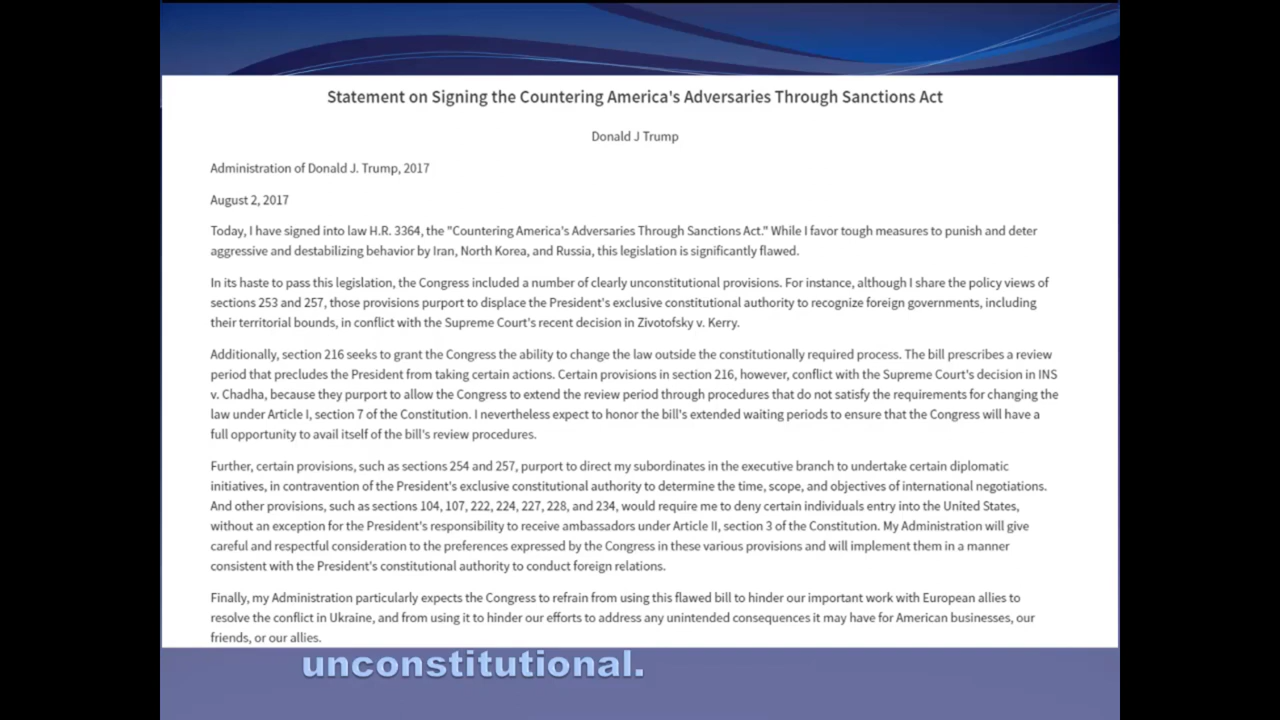 Statement on Signing the Countering America's Adversaries Through Sanctions Act
Donald J Trump
Administration of Donald J. Trump, 2017
August 2, 2017
Today, I have signed into law H.R. 3364, the "Countering America's Adversaries Through Sanctions Act." While I favor tough measures to punish and deter
aggressive and destabilizing behavior by Iran, North Korea, and Russia, this legislation is significantly flawed.
In its haste to pass this legislation, the Congress included a number of clearly unconstitutional provisions. For instance, although I share the policy views of
sections 253 and 257, those provisions purport to displace the President's exclusive constitutional authority to recognize foreign governments, including
their territorial bounds, in conflict with the Supreme Court's recent decision in Zivotofsky v. Kerry.
Additionally, section 216 seeks to grant the Congress the ability to change the law outside the constitutionally required process. The bill prescribes a review
period that precludes the President from taking certain actions. Certain provisions in section 216, however, conflict with the Supreme Court's decision in INS
v. Chadha, because they purport to allow the Congress to extend the review period through procedures that do not satisfy the requirements for changing the
law under Article I, section 7 of the Constitution. I nevertheless expect to honor the bill's extended waiting periods to ensure that the Congress will have a
full opportunity to avail itself of the bill's review procedures.
Further, certain provisions, such as sections 254 and 257, purport to direct my subordinates in the executive branch to undertake certain diplomatic
initiatives, in contravention of the President's exclusive constitutional authority to determine the time, scope, and objectives of international negotiations.
And other provisions, such as sections 104, 107, 222, 224, 227, 228, and 234, would require me to deny certain individuals entry into the United States,
without an exception for the President's responsibility to receive ambassadors under Article II, section 3 of the Constitution. My Administration will give
careful and respectful consideration to the preferences expressed by the Congress in these various provisions and will implement them in a manner
consistent with the President's constitutional authority to conduct foreign relations.
Finally, my Administration particularly expects the Congress to refrain from using this flawed bill to hinder our important work with European allies to
resolve the conflict in Ukraine, and from using it to hinder our efforts to address any unintended consequences it may have for American businesses, our
friends, or our allies.
unconstitutional.